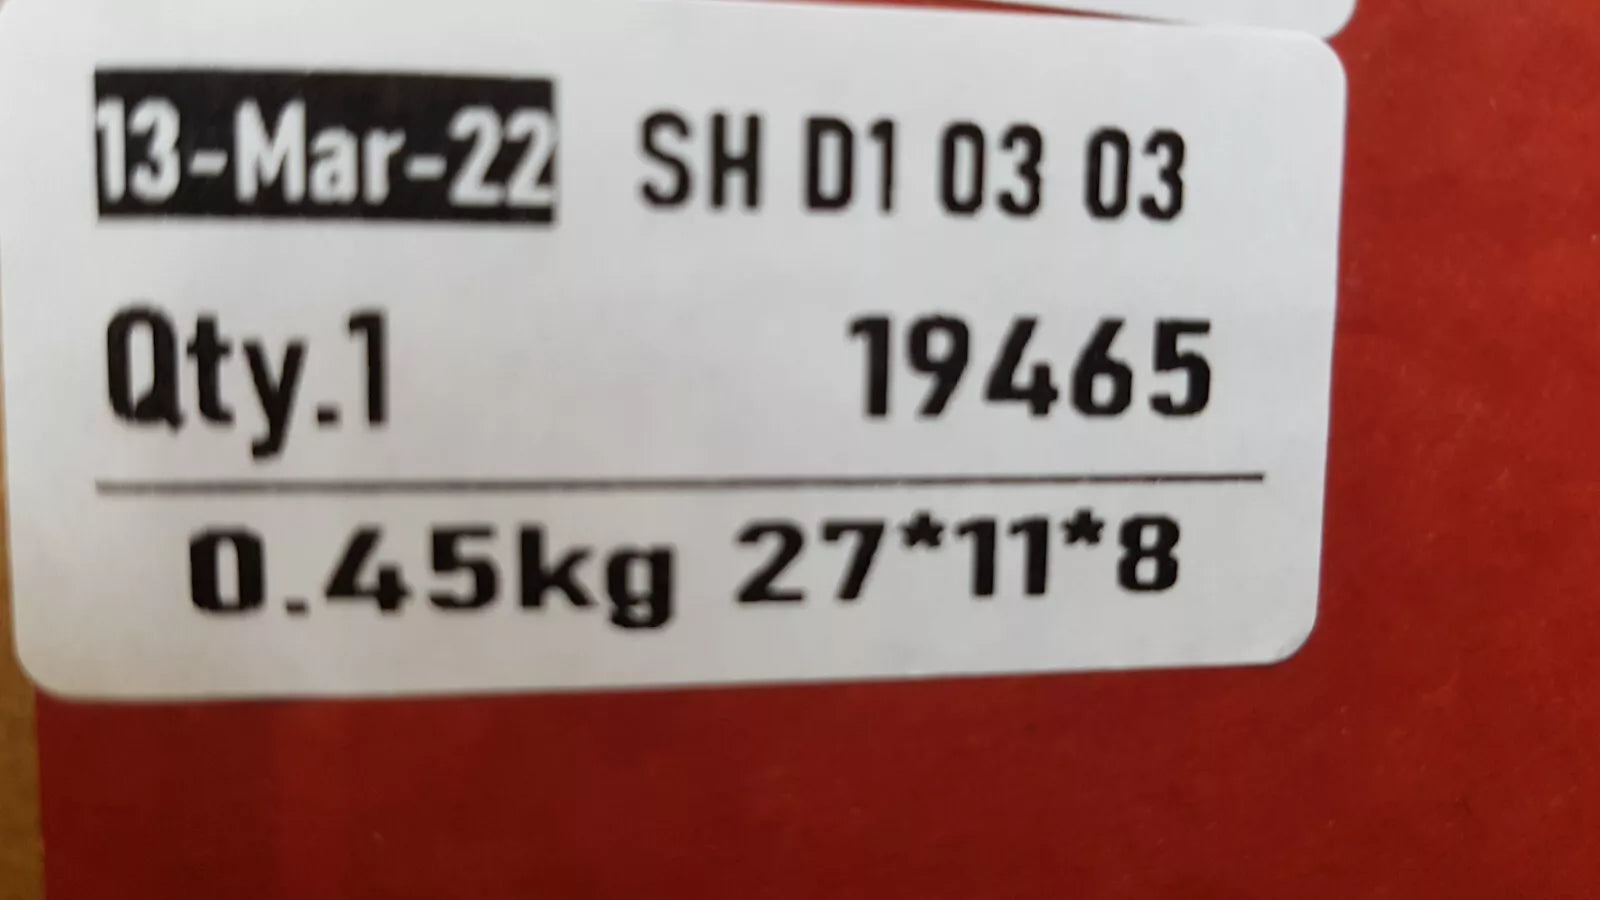 13-Mar-22 SH D1 03 03
Qty.1 19465
0.45kg 27*11*8